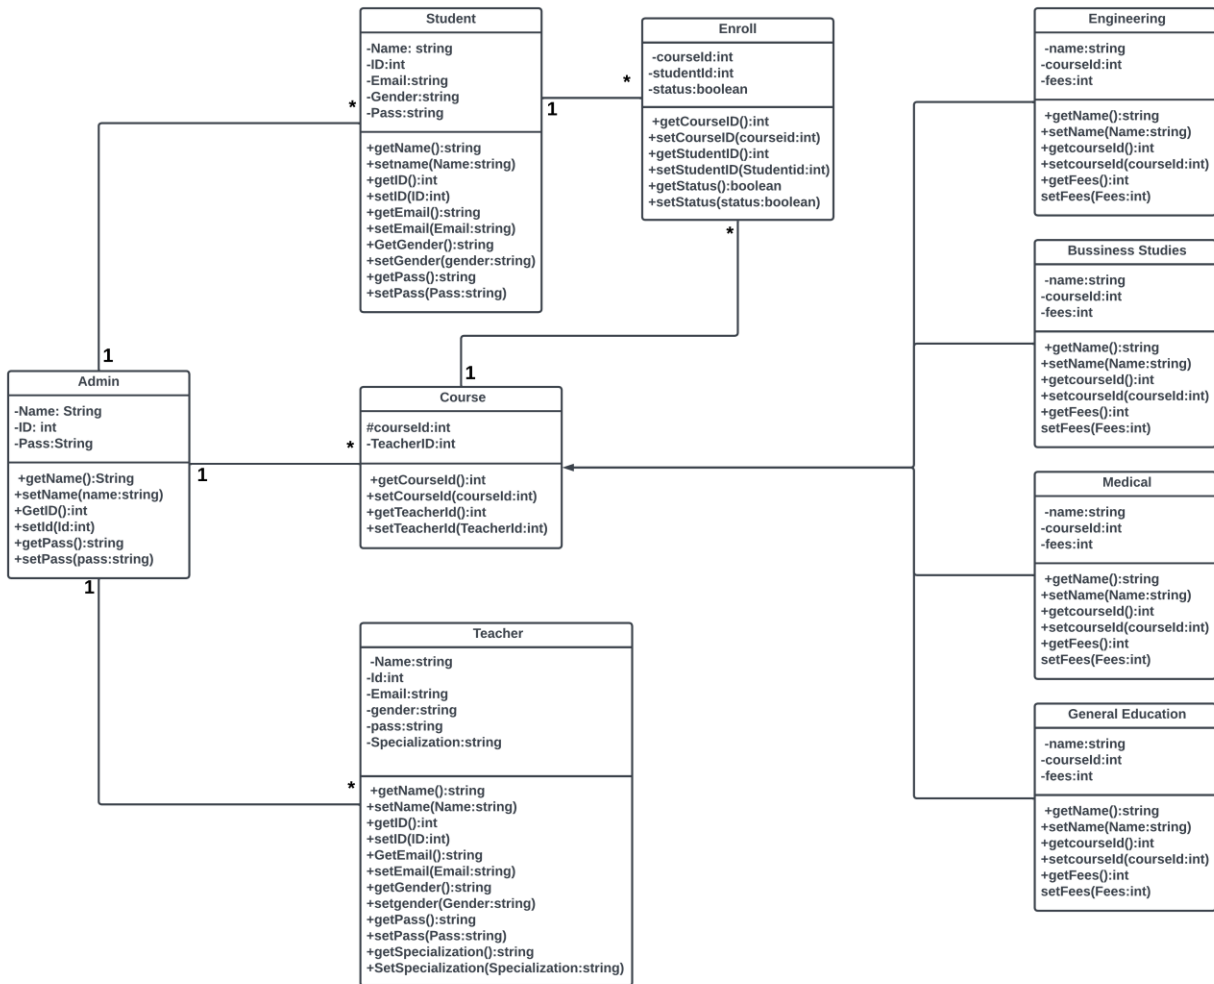 Student
-Name: string
-ID:int
-Email:string
-Gender:string
-Pass:string
+getName():string
+setname(Name:string)
+getID():int
+setID(ID:int)
+getEmail():string
+setEmail(Email:string)
+GetGender():string
+setGender(gender:string)
+getPass():string
+setPass(Pass:string)
*
1
*
Enroll
-courseId:int
-studentId:int
-status:boolean
+getCourseID():int
+setCourseID(courseid:int)
+getStudentID():int
+setStudentID(Studentid:int)
+getStatus():boolean
+setStatus(status:boolean)
*
Engineering
-name:string
-courseId:int
-fees:int
+getName():string
+setName(Name:string)
+getcourseId():int
+setcourseId(courseId:int)
+getFees():int
setFees(Fees:int)
Bussiness Studies
-name:string
-courseId:int
-fees:int
+getName():string
+setName(Name:string)
+getcourseId():int
+setcourseId(courseId:int)
+getFees():int
setFees(Fees:int)
1
Admin
-Name: String
-ID: int
-Pass:String
+getName():String
+setName(name:string)
+GetID():int
+setId(Id:int)
+getPass():string
+setPass(pass:string)
1
1
*
1
Course
#courseId:int
-TeacherID:int
+getCourseId():int
+setCourseId(courseId:int)
+getTeacherId():int
+setTeacherId(TeacherId:int)
Medical
-name:string
-courseId:int
-fees:int
+getName():string
+setName(Name:string)
+getcourseId():int
+setcourseId(courseId:int)
+getFees():int
setFees(Fees:int)
*
Teacher
-Name:string
-Id:int
-Email:string
-gender:string
-pass:string
-Specialization:string
+getName():string
+setName(Name:string)
+getID():int
+setID(ID:int)
+GetEmail():string
+setEmail(Email:string)
+getGender():string
+setgender(Gender:string)
+getPass():string
+setPass(Pass:string)
+getSpecialization():string
+SetSpecialization(Specialization:string)
General Education
-name:string
-courseId:int
-fees:int
+getName():string
+setName(Name:string)
+getcourseId():int
+setcourseId(courseId:int)
+getFees():int
setFees(Fees:int)